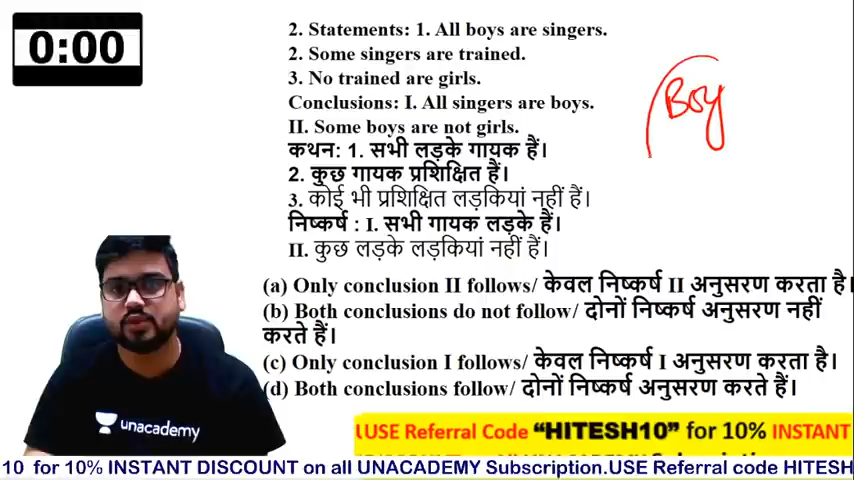 0:00
2. Statements: 1. All boys are singers.
2. Some singers are trained.
3. No trained are girls.
Conclusions: I. All singers are boys.
II. Some boys are not girls.
कथन: 1. सभी लड़के गायक हैं।
2. कुछ गायक प्रशिक्षित हैं।
3. कोई भी प्रशिक्षित लड़कियां नहीं हैं।
निष्कर्ष : I. सभी गायक लड़के हैं।
II. कुछ लड़के लड़कियां नहीं हैं।
Boy
(a) Only conclusion II follows/ केवल निष्कर्ष II अनुसरण करता है।
(b) Both conclusions do not follow/ दोनों निष्कर्ष अनुसरण नहीं
करते हैं।
(c) Only conclusion I follows/ केवल निष्कर्ष I अनुसरण करता है।
(d) Both conclusions follow/ दोनों निष्कर्ष अनुसरण करते हैं।
unacademy
USE Referral Code “HITESH10” for 10% INSTANT
10 for 10% INSTANT DISCOUNT on all UNACADEMY Subscription.USE Referral code HITESH